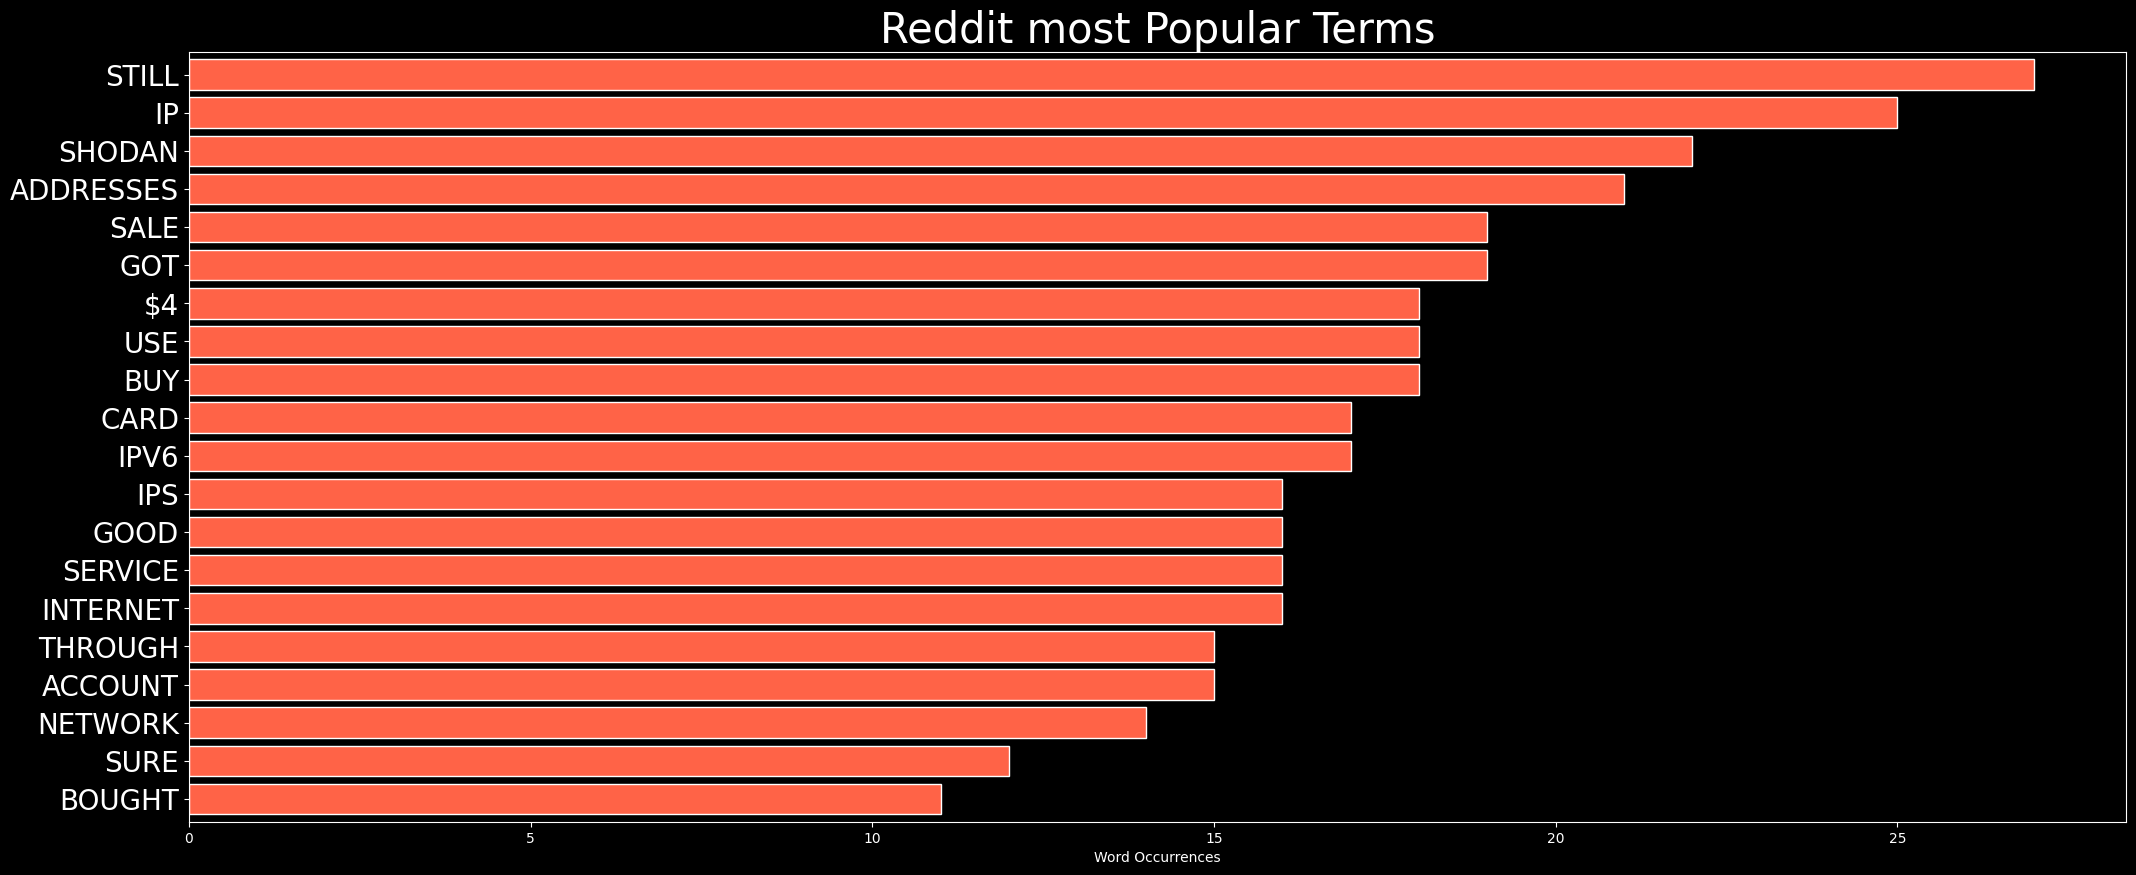 Reddit most Popular Terms
STILL
IP
SHODAN
ADDRESSES
SALE
GOT
$4
USE
BUY
CARD
IPV6
IPS
GOOD
SERVICE
INTERNET
THROUGH
ACCOUNT
NETWORK
SURE
BOUGHT
0 5 10 15 20 25
Word Occurrences